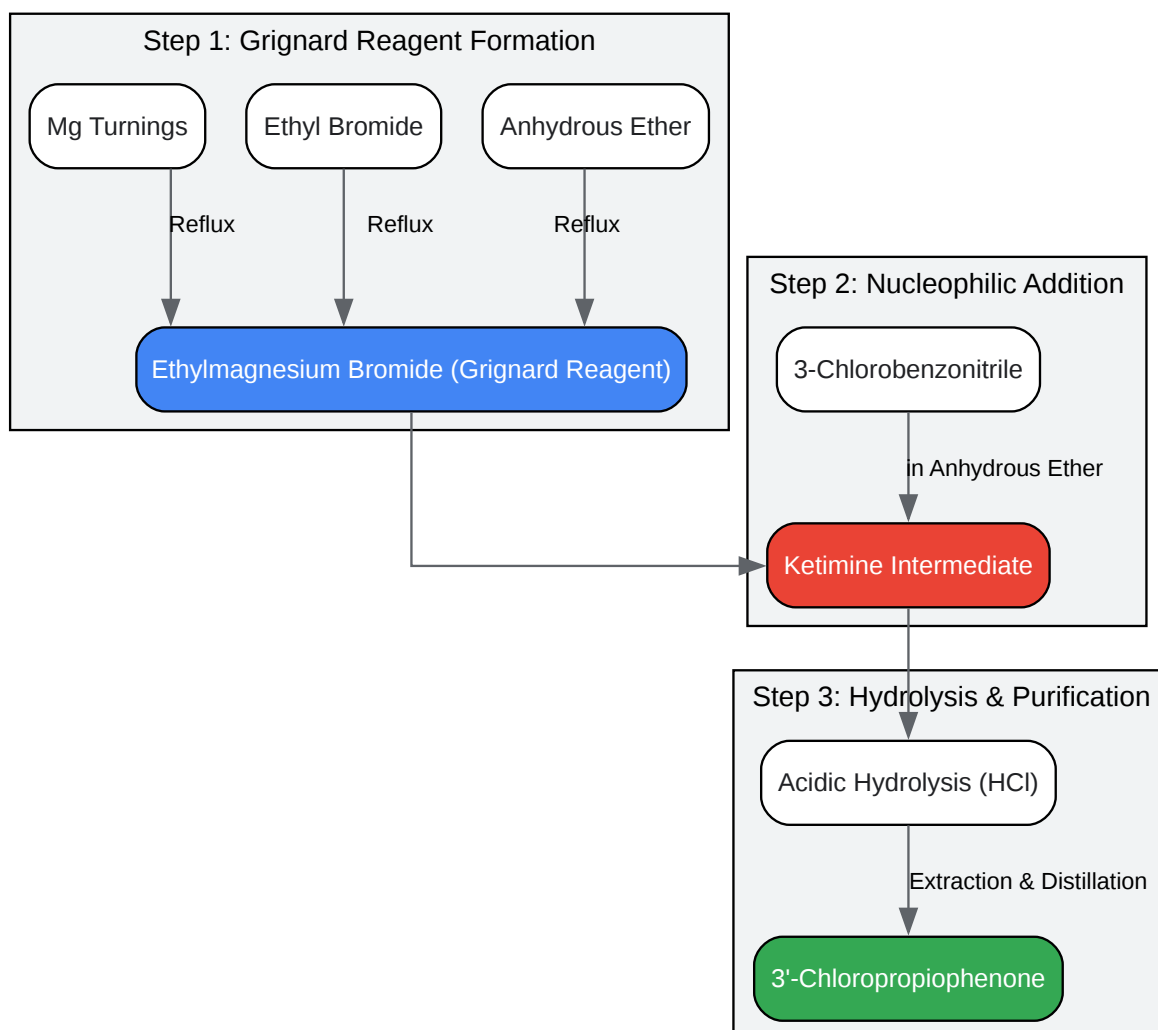 Step 1: Grignard Reagent Formation
Mg Turnings
Ethyl Bromide
Anhydrous Ether
Reflux
Reflux
Reflux
Ethylmagnesium Bromide (Grignard Reagent)
Step 2: Nucleophilic Addition
3-Chlorobenzonitrile
in Anhydrous Ether
Ketimine Intermediate
Step 3: Hydrolysis & Purification
Acidic Hydrolysis (HCl)
Extraction & Distillation
3'-Chloropropiophenone